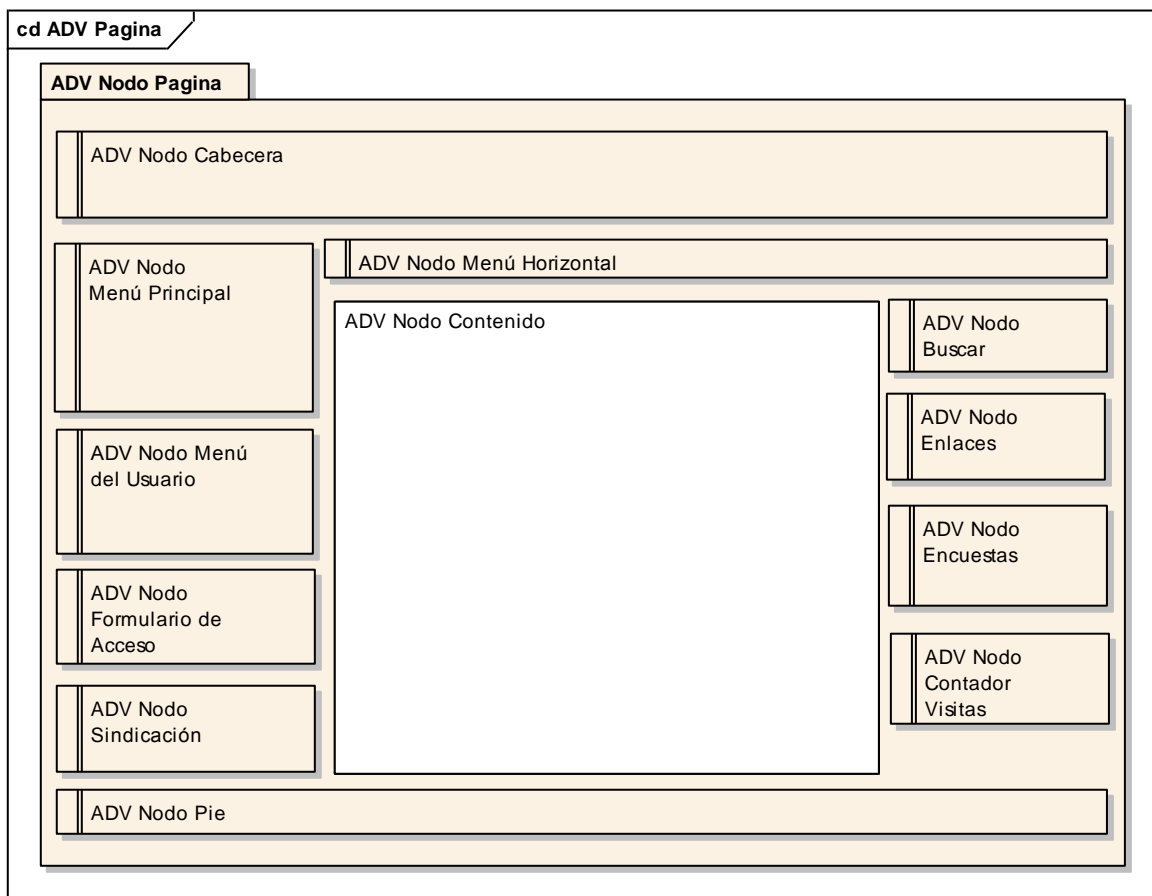 cd ADV Pagina
ADV Nodo Pagina
ADV Nodo Cabecera
ADV Nodo
Menú Principal
ADV Nodo Menú Horizontal
ADV Nodo Contenido
ADV Nodo
Buscar
ADV Nodo
Enlaces
ADV Nodo Menú
del Usuario
ADV Nodo
Encuestas
ADV Nodo
Formulario de
Acceso
ADV Nodo
Contador
Visitas
ADV Nodo
Sindicación
ADV Nodo Pie